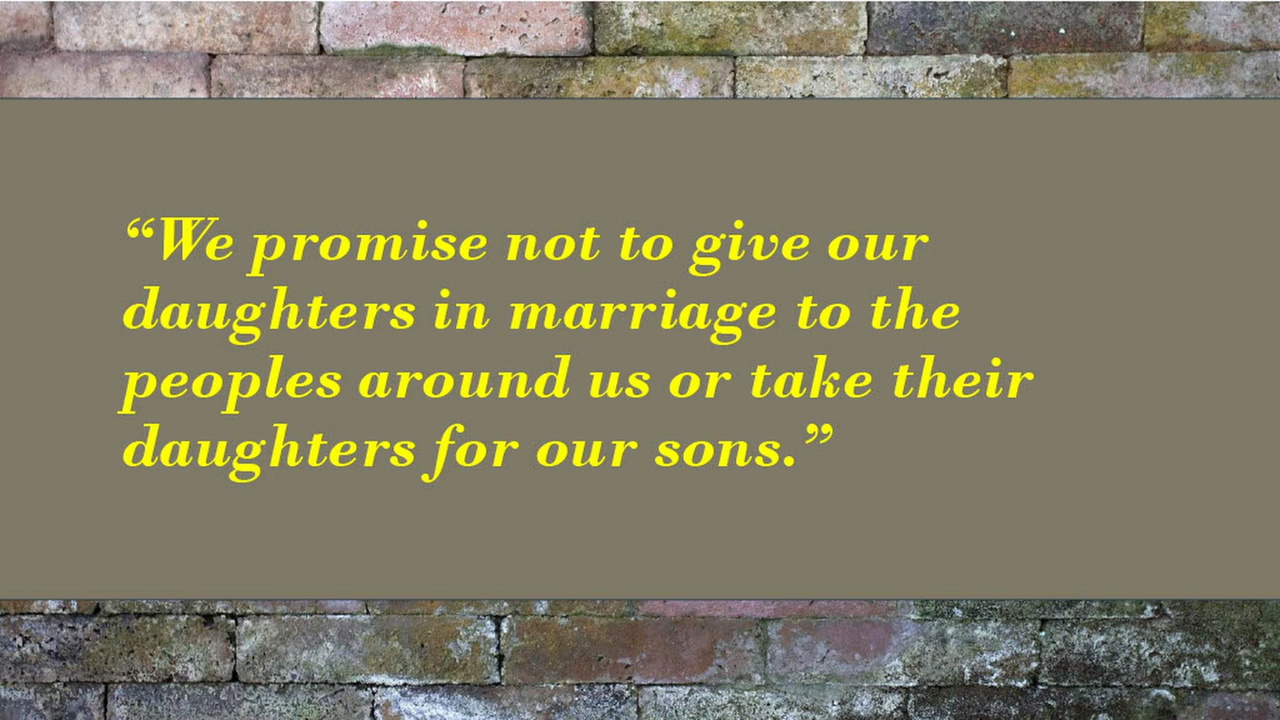 “We promise not to give our
daughters in marriage to the
peoples around us or take their
daughters for our sons.”